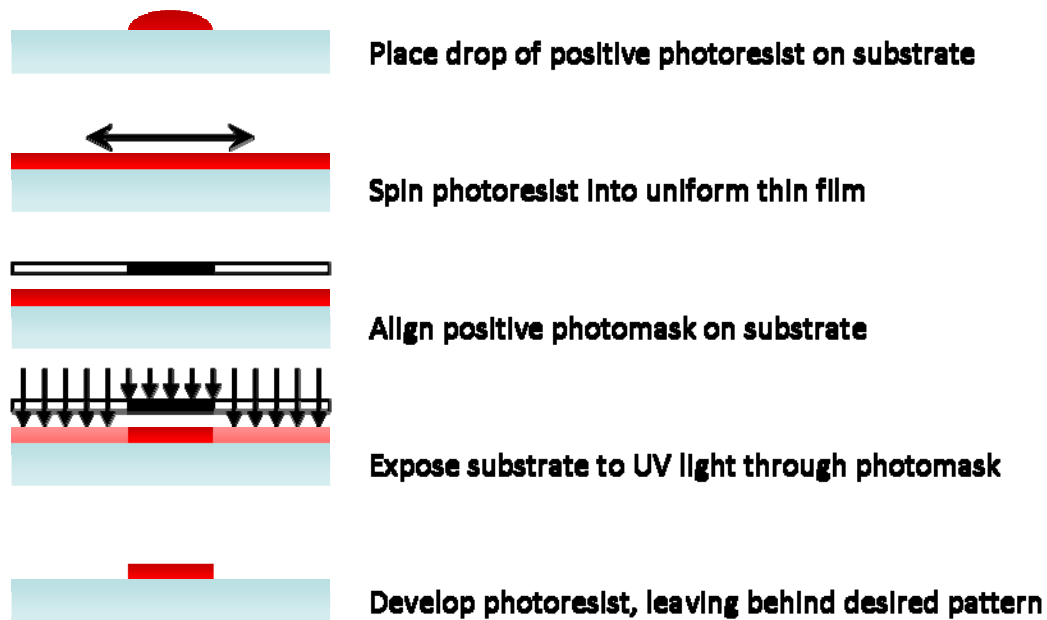 Place drop of positive photoresist on substrate
Spin photoresist into uniform thin film
Align positive photomask on substrate
Expose substrate to UV light through photomask
Develop photoresist, leaving behind desired pattern